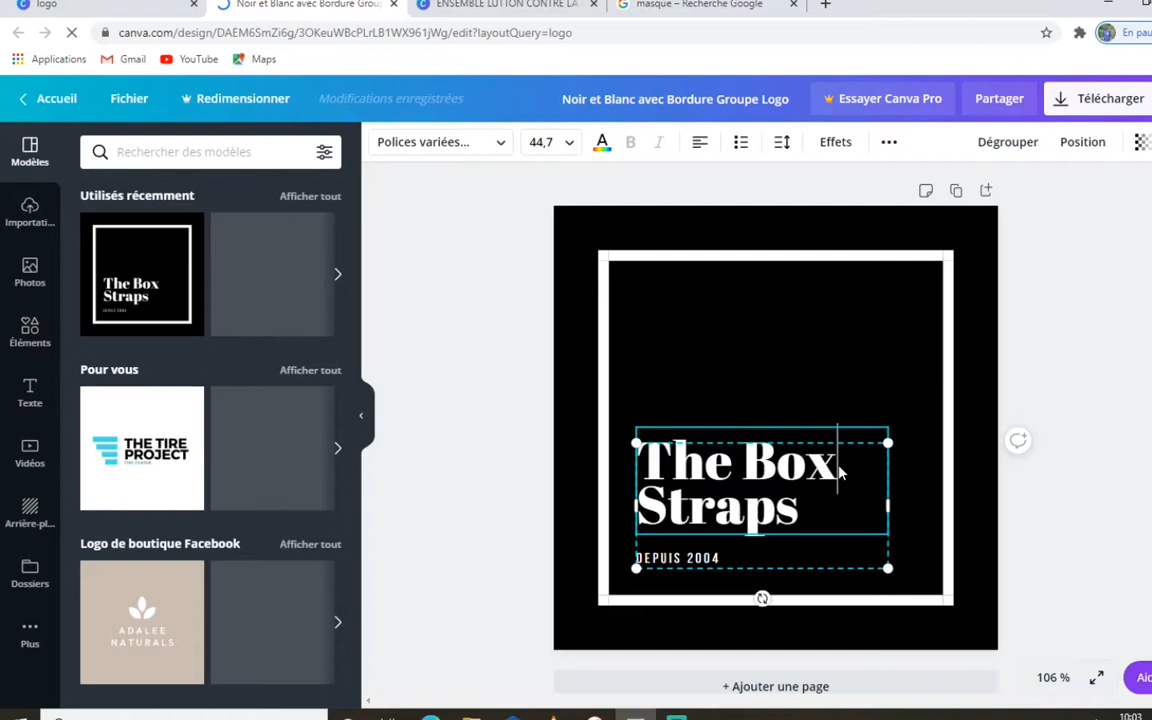 logo
Noir et Blanc avec Bordure Grou
ENSEMBLE LUTTON CONTRE LA
masque – Recherche Google
canva.com/design/DAEM6SmZi6g/3OKeuWBcPLrLB1WX961jWg/edit?layoutQuery=logo
En pau
Applications
Gmail
YouTube
Maps
Accueil
Fichier
Redimensionner
Modifications enregistrées
Noir et Blanc avec Bordure Groupe Logo
Essayer Canva Pro
Partager
Télécharger
Polices variées...
44,7
A
B
I
Effets
Dégrouper
Position
Modèles
Importati...
Photos
Éléments
Texte
Vidéos
Arrière-pl...
Dossiers
Plus
Rechercher des modèles
Utilisés récemment
Afficher tout
The Box
Straps
DEPUIS 2004
Pour vous
Afficher tout
THE TIRE
PROJECT
Logo de boutique Facebook
Afficher tout
ADALEE
NATURALS
The Box
Straps
DEPUIS 2004
+ Ajouter une page
106 %
Aid
10:03